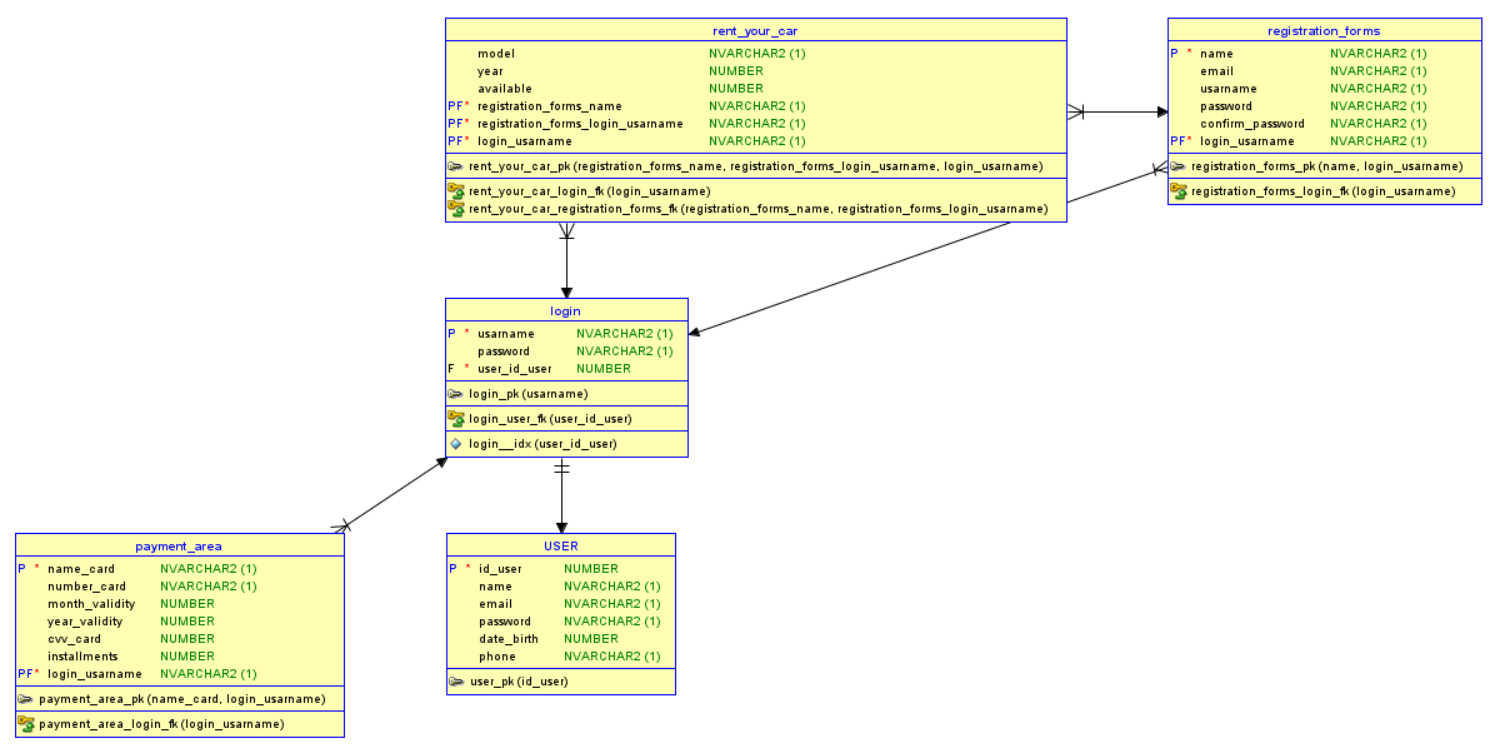 rent_your_car
model NVARCHAR2 (1)
year NUMBER
available NUMBER
PF* registration_forms_name NVARCHAR2 (1)
PF* registration_forms_login_usarname NVARCHAR2 (1)
PF* login_usarname NVARCHAR2 (1)
rent_your_car_pk (registration_forms_name, registration_forms_login_usarname, login_usarname)
rent_your_car_login_fk (login_usarname)
rent_your_car_registration_forms_fk (registration_forms_name, registration_forms_login_usarname)
registration_forms
P * name NVARCHAR2 (1)
email NVARCHAR2 (1)
usarname NVARCHAR2 (1)
password NVARCHAR2 (1)
confirm_password NVARCHAR2 (1)
PF* login_usarname NVARCHAR2 (1)
registration_forms_pk (name, login_usarname)
registration_forms_login_fk (login_usarname)
login
P * usarname NVARCHAR2 (1)
password NVARCHAR2 (1)
F * user_id_user NUMBER
login_pk (usarname)
login_user_fk (user_id_user)
login__idx (user_id_user)
payment_area
P * name_card NVARCHAR2 (1)
number_card NVARCHAR2 (1)
month_validity NUMBER
year_validity NUMBER
cvv_card NUMBER
installments NUMBER
PF* login_usarname NVARCHAR2 (1)
payment_area_pk (name_card, login_usarname)
payment_area_login_fk (login_usarname)
USER
P * id_user NUMBER
name NVARCHAR2 (1)
email NVARCHAR2 (1)
password NVARCHAR2 (1)
date_birth NUMBER
phone NVARCHAR2 (1)
user_pk (id_user)